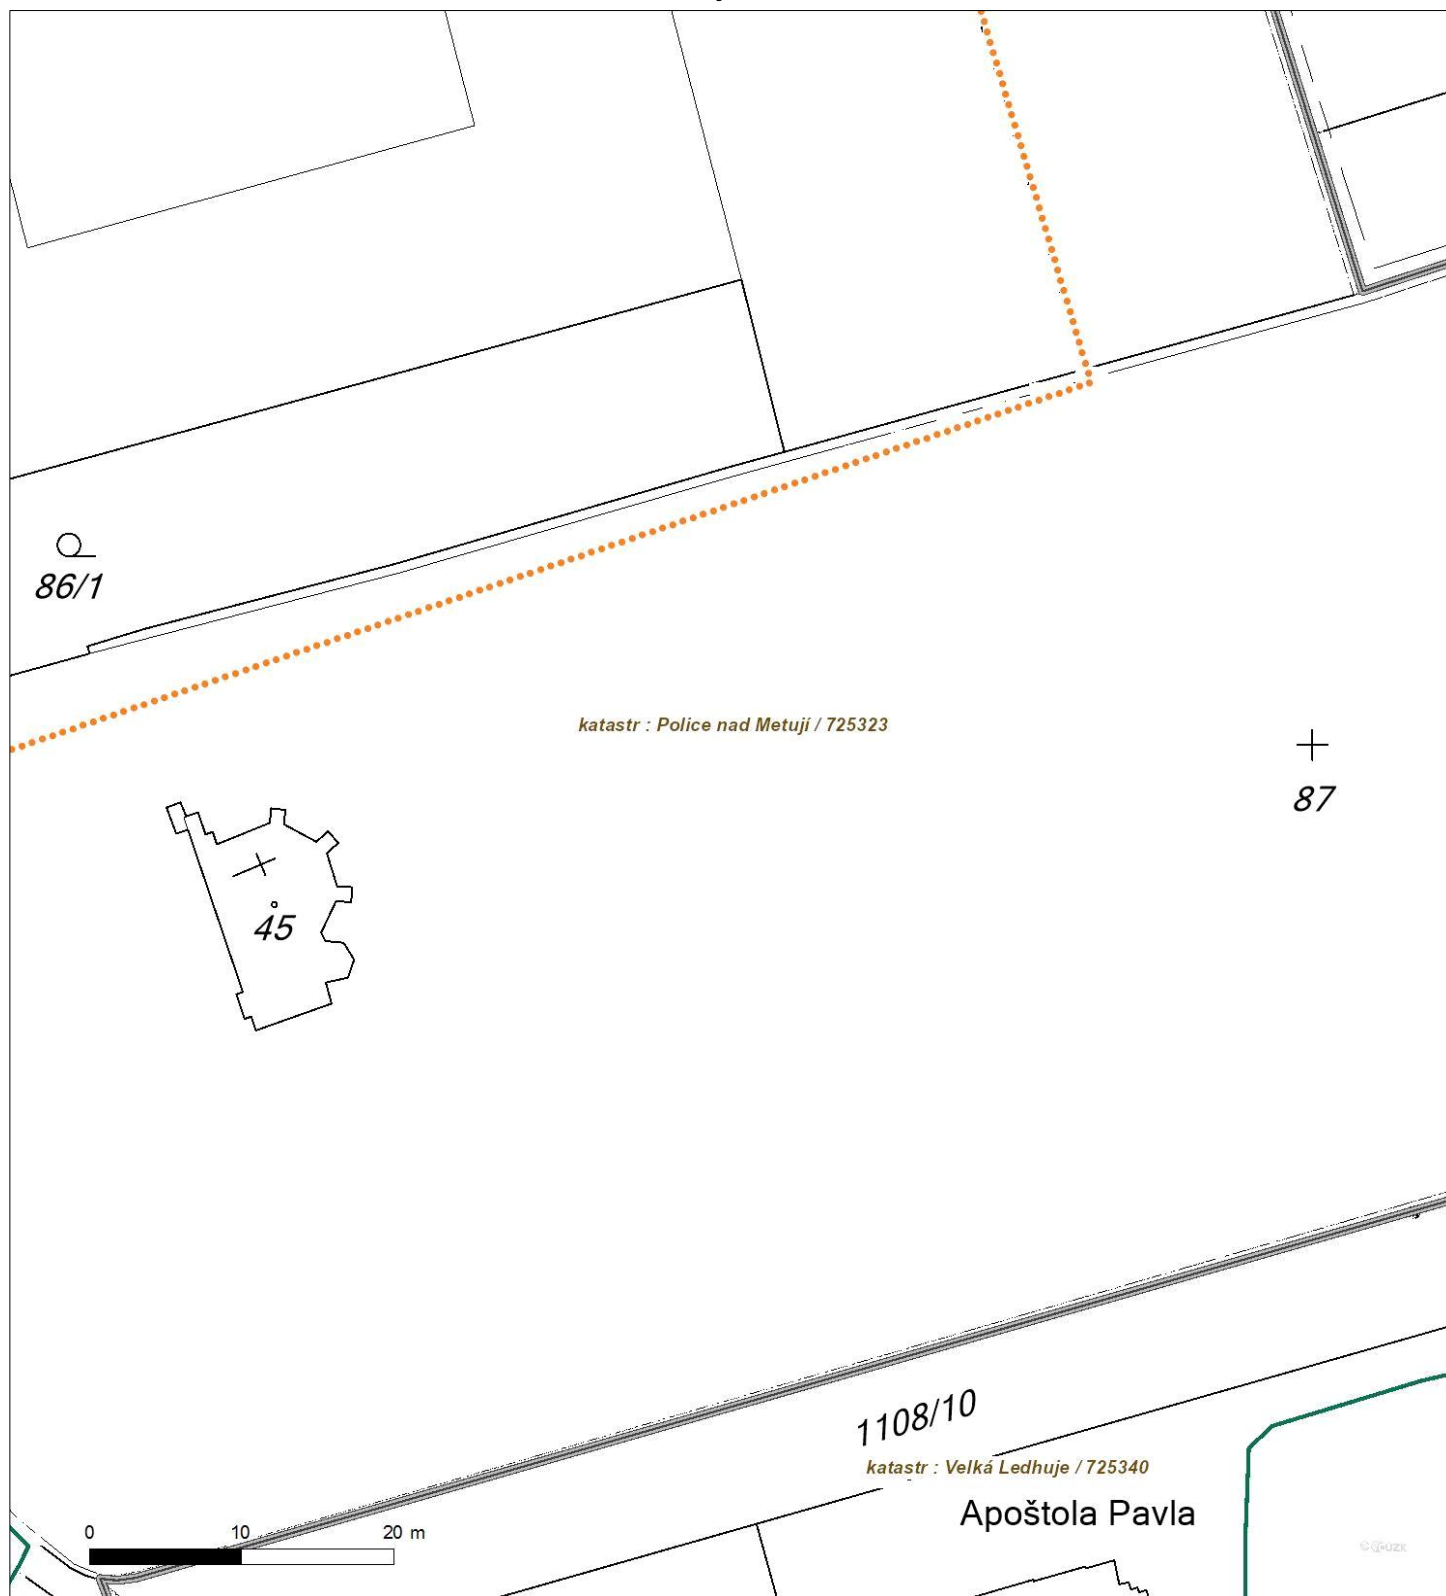 86/1
katastr : Police nad Metují / 725323
87
45
1108/10
katastr : Velká Ledhuje / 725340
Apoštola Pavla
0 10 20 m